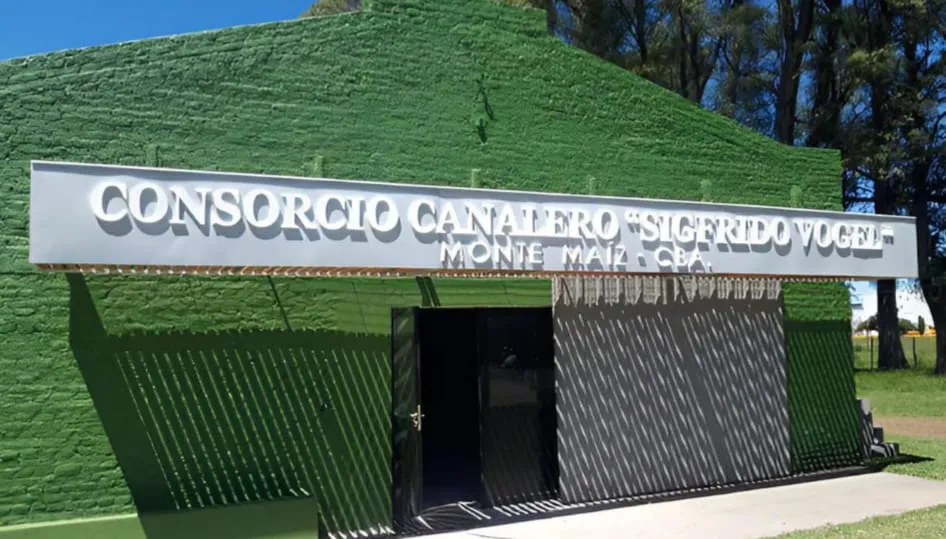 CONSORCIO CANALERO "SIGFRIDO VOGEL"
MONTE MAÍZ - CBA.